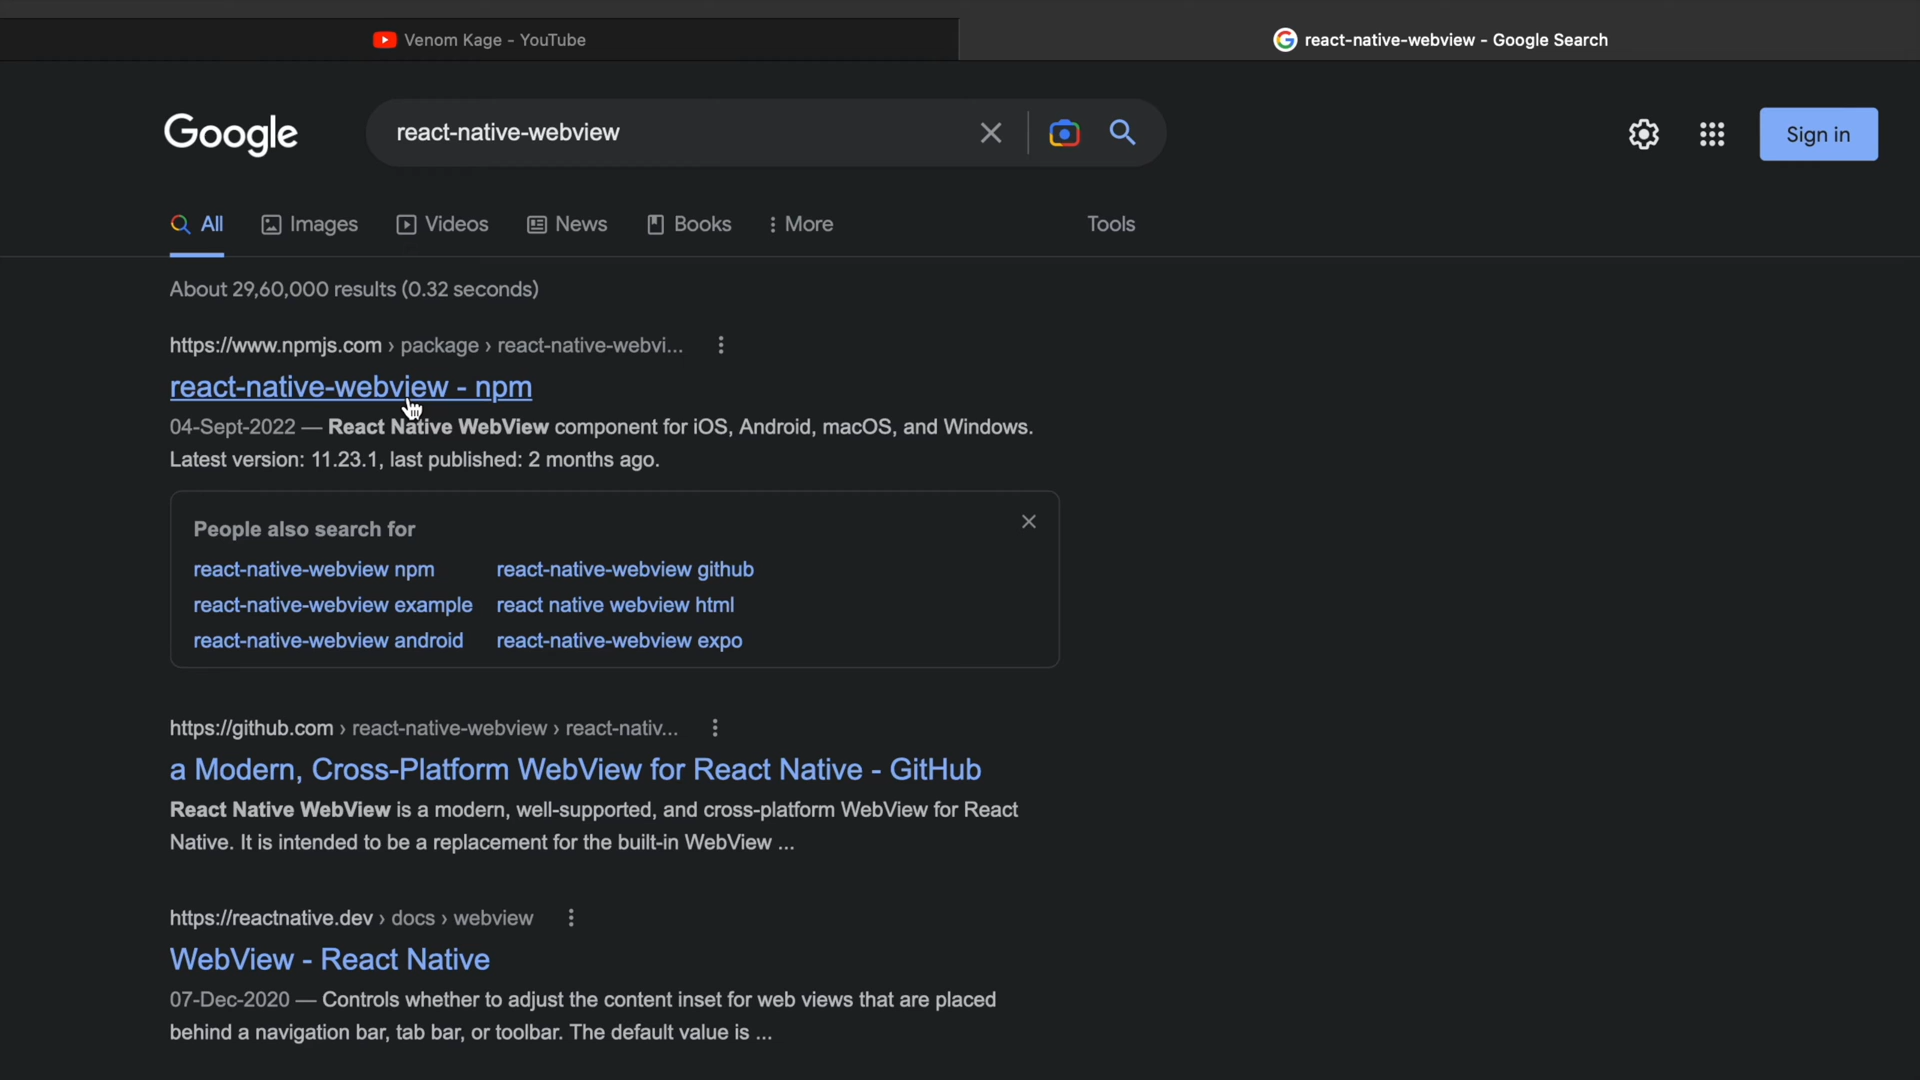 Venom Kage - YouTube
react-native-webview - Google Search
Google
react-native-webview
Sign in
All
Images
Videos
News
Books
More
Tools
About 29,60,000 results (0.32 seconds)
https://www.npmjs.com › package › react-native-webvi...
react-native-webview - npm
04-Sept-2022 — React Native WebView component for iOS, Android, macOS, and Windows.
Latest version: 11.23.1, last published: 2 months ago.
People also search for
react-native-webview npm
react-native-webview github
react-native-webview example
react native webview html
react-native-webview android
react-native-webview expo
https://github.com › react-native-webview › react-nativ...
a Modern, Cross-Platform WebView for React Native - GitHub
React Native WebView is a modern, well-supported, and cross-platform WebView for React
Native. It is intended to be a replacement for the built-in WebView ...
https://reactnative.dev › docs › webview
WebView - React Native
07-Dec-2020 — Controls whether to adjust the content inset for web views that are placed
behind a navigation bar, tab bar, or toolbar. The default value is ...